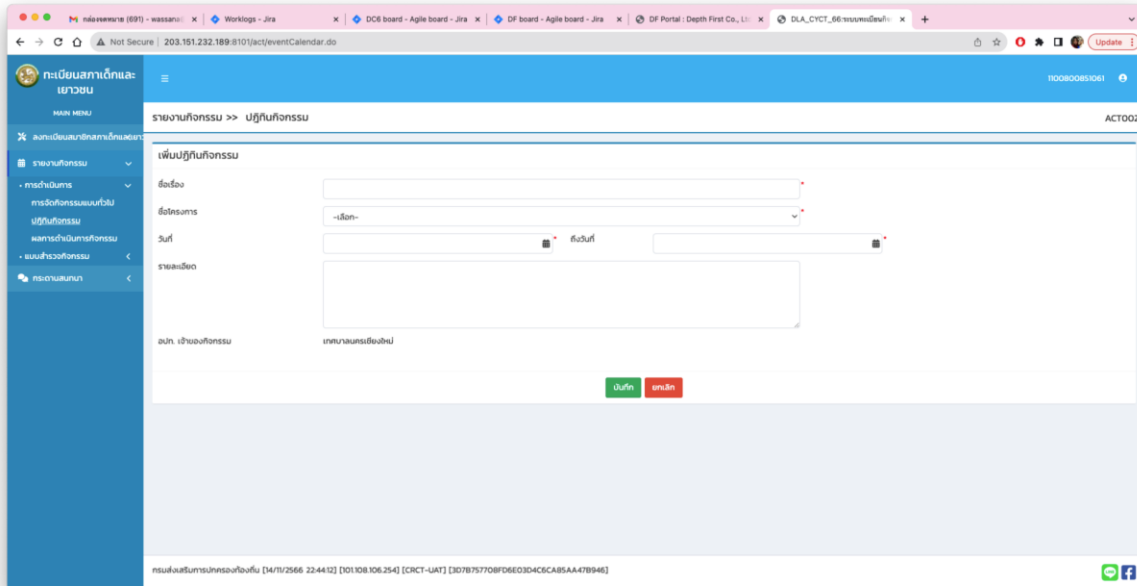 กล่องจดหมาย (691) - wassana
Worklogs - Jira
DC6 board - Agile board - Jira
DF board - Agile board - Jira
DF Portal : Depth First Co., Lt
DLA_CYCT_66:ระบบทะเบียน
Not Secure | 203.151.232.189:8101/act/eventCalendar.do
Update
ทะเบียนสภาเด็กและ
เยาวชน
1100800851061
MAIN MENU
รายงานกิจกรรม >> ปฎิทินกิจกรรม
ACT002
ลงทะเบียนสมาชิกสภาเด็กและเยาว
รายงานกิจกรรม
เพิ่มปฎิทินกิจกรรม
• การดำเนินการ
การจัดกิจกรรมแบบทั่วไป
ปฎิทินกิจกรรม
ผลการดำเนินการกิจกรรม
• แบบสำรวจกิจกรรม
กระดานสนทนา
ชื่อเรื่อง *
ชื่อโครงการ -เลือก- *
วันที่ * ถึงวันที่ *
รายละเอียด
อปท. เจ้าของกิจกรรม เทศบาลนครเชียงใหม่
บันทึก ยกเลิก
กรมส่งเสริมการปกครองท้องถิ่น [14/11/2566 22:44:12] [101.108.106.254] [CRCT-UAT] [3D7B757708FD6E03D4C6CA85AA47B946]